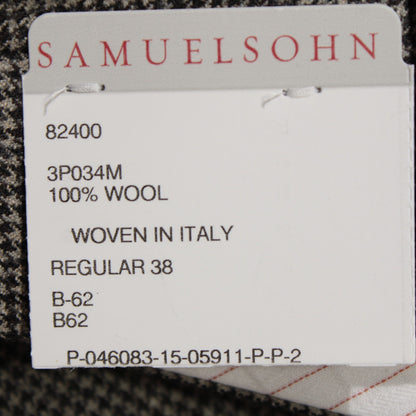 SAMUELSOHN
82400
3P034M
100% WOOL
WOVEN IN ITALY
REGULAR 38
B-62
B62
P-046083-15-05911-P-P-2